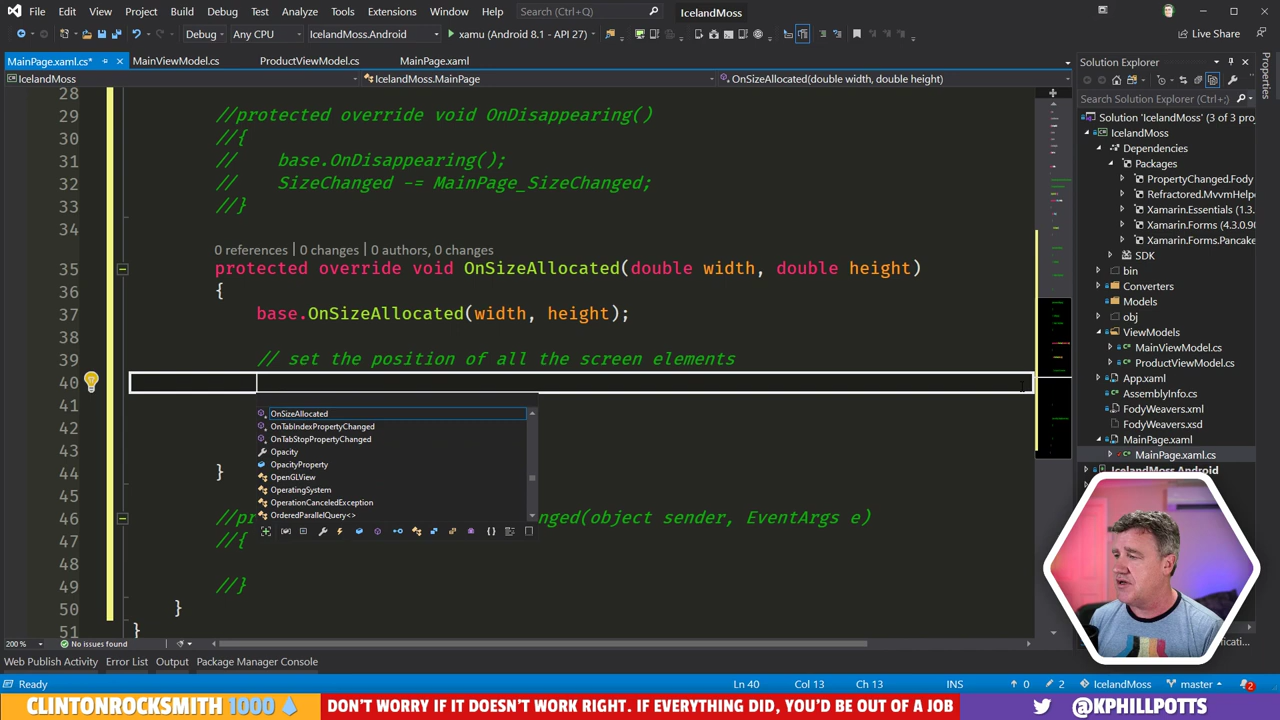 File Edit View Git Project Build Debug Test Analyze Tools Extensions Window Help Search (Ctrl+Q) IcelandMoss
Debug Any CPU IcelandMoss.Android xamu (Android 8.1 - API 27) Live Share
MainPage.xaml.cs* MainViewModel.cs ProductViewModel.cs MainPage.xaml
IcelandMoss IcelandMoss.MainPage OnSizeAllocated(double width, double height)
28
29 //protected override void OnDisappearing()
30 //{
31 // base.OnDisappearing();
32 // SizeChanged -= MainPage_SizeChanged;
33 //}
34
0 references | 0 changes | 0 authors, 0 changes
35 protected override void OnSizeAllocated(double width, double height)
36 {
37 base.OnSizeAllocated(width, height);
38
39 // set the position of all the screen elements
40
41
43
44 }
45
46 //pr nged(object sender, EventArgs e)
47 //{
48
49 //}
50 }
51 }
OnSizeAllocated
OnTabIndexPropertyChanged
OnTabStopPropertyChanged
Opacity
OpacityProperty
OpenGLView
OperatingSystem
OperationCanceledException
OrderedParallelQuery<>
200 % No issues found
Solution Explorer
Search Solution Explorer (Ctrl+;)
Solution 'IcelandMoss' (3 of 3 proj
IcelandMoss
Dependencies
Packages
PropertyChanged.Fody
Refractored.MvvmHelpe
Xamarin.Essentials (1.3.
Xamarin.Forms (4.3.0.90
Xamarin.Forms.Pancake
SDK
bin
Converters
Models
obj
ViewModels
MainViewModel.cs
ProductViewModel.cs
App.xaml
AssemblyInfo.cs
FodyWeavers.xml
FodyWeavers.xsd
MainPage.xaml
MainPage.xaml.cs
IcelandMoss.Android
Properties
Web Publish Activity Error List Output Package Manager Console
Ready Ln 40 Col 13 Ch 13 INS 0 2 IcelandMoss master 2
CLINTONROCKSMITH 1000 DON'T WORRY IF IT DOESN'T WORK RIGHT. IF EVERYTHING DID, YOU'D BE OUT OF A JOB @KPHILLPOTTS